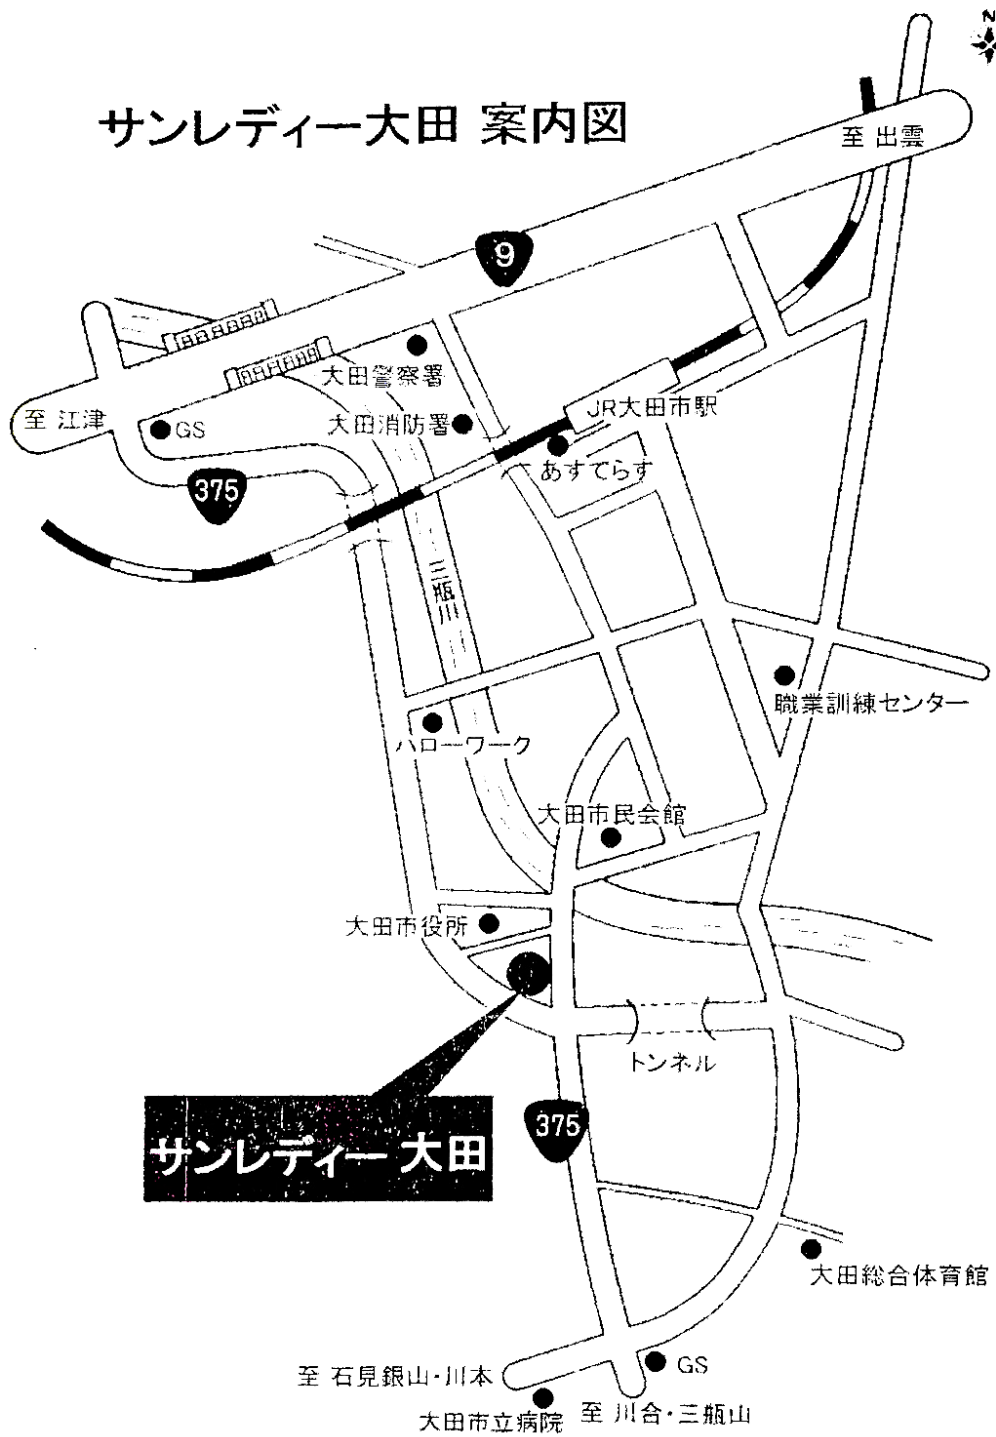 N
サンレディー大田 案内図
至 出雲
9
大田警察署
至 江津
GS
大田消防署
JR大田市駅
あすてらす
375
三瓶川
職業訓練センター
ハローワーク
大田市民会館
大田市役所
トンネル
サンレディー 大田
375
大田総合体育館
至 石見銀山・川本
GS
大田市立病院
至 川合・三瓶山